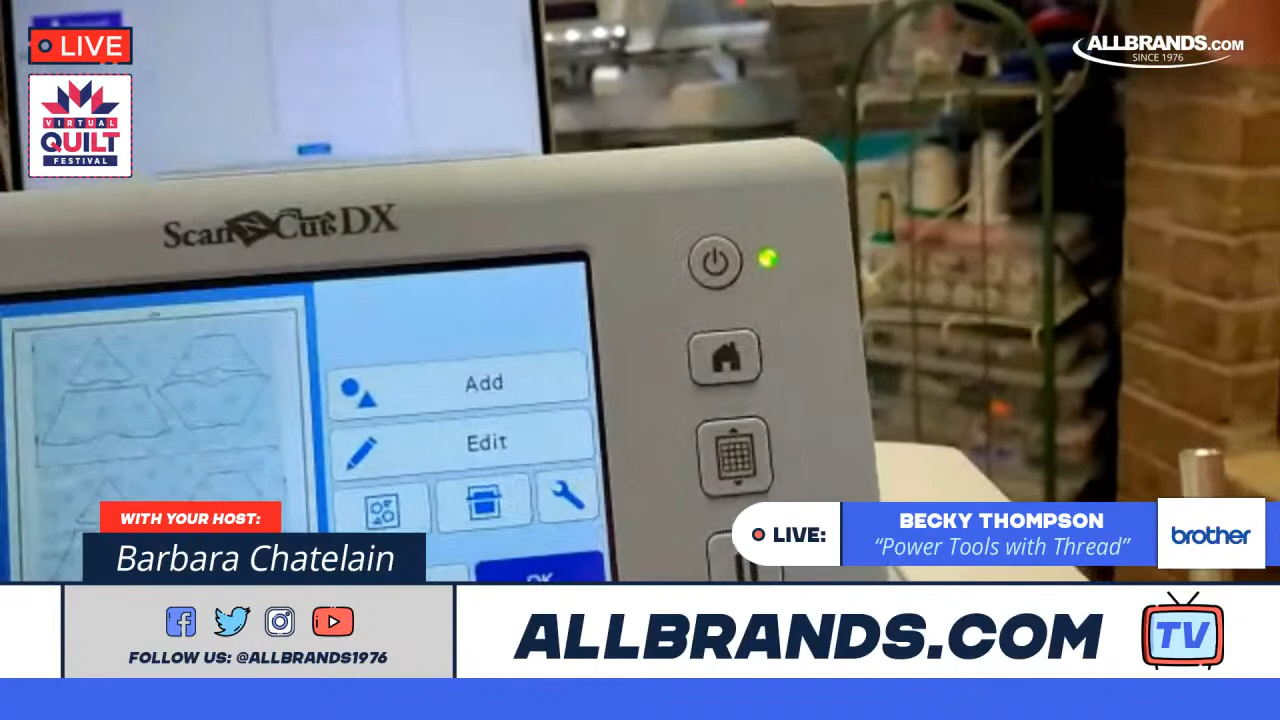 LIVE
VIRTUAL
QUILT
FESTIVAL
ALLBRANDS.COM
SINCE 1976
ScanNCut DX
Add
Edit
OK
WITH YOUR HOST:
Barbara Chatelain
LIVE:
BECKY THOMPSON
“Power Tools with Thread”
brother
FOLLOW US: @ALLBRANDS1976
ALLBRANDS.COM
TV